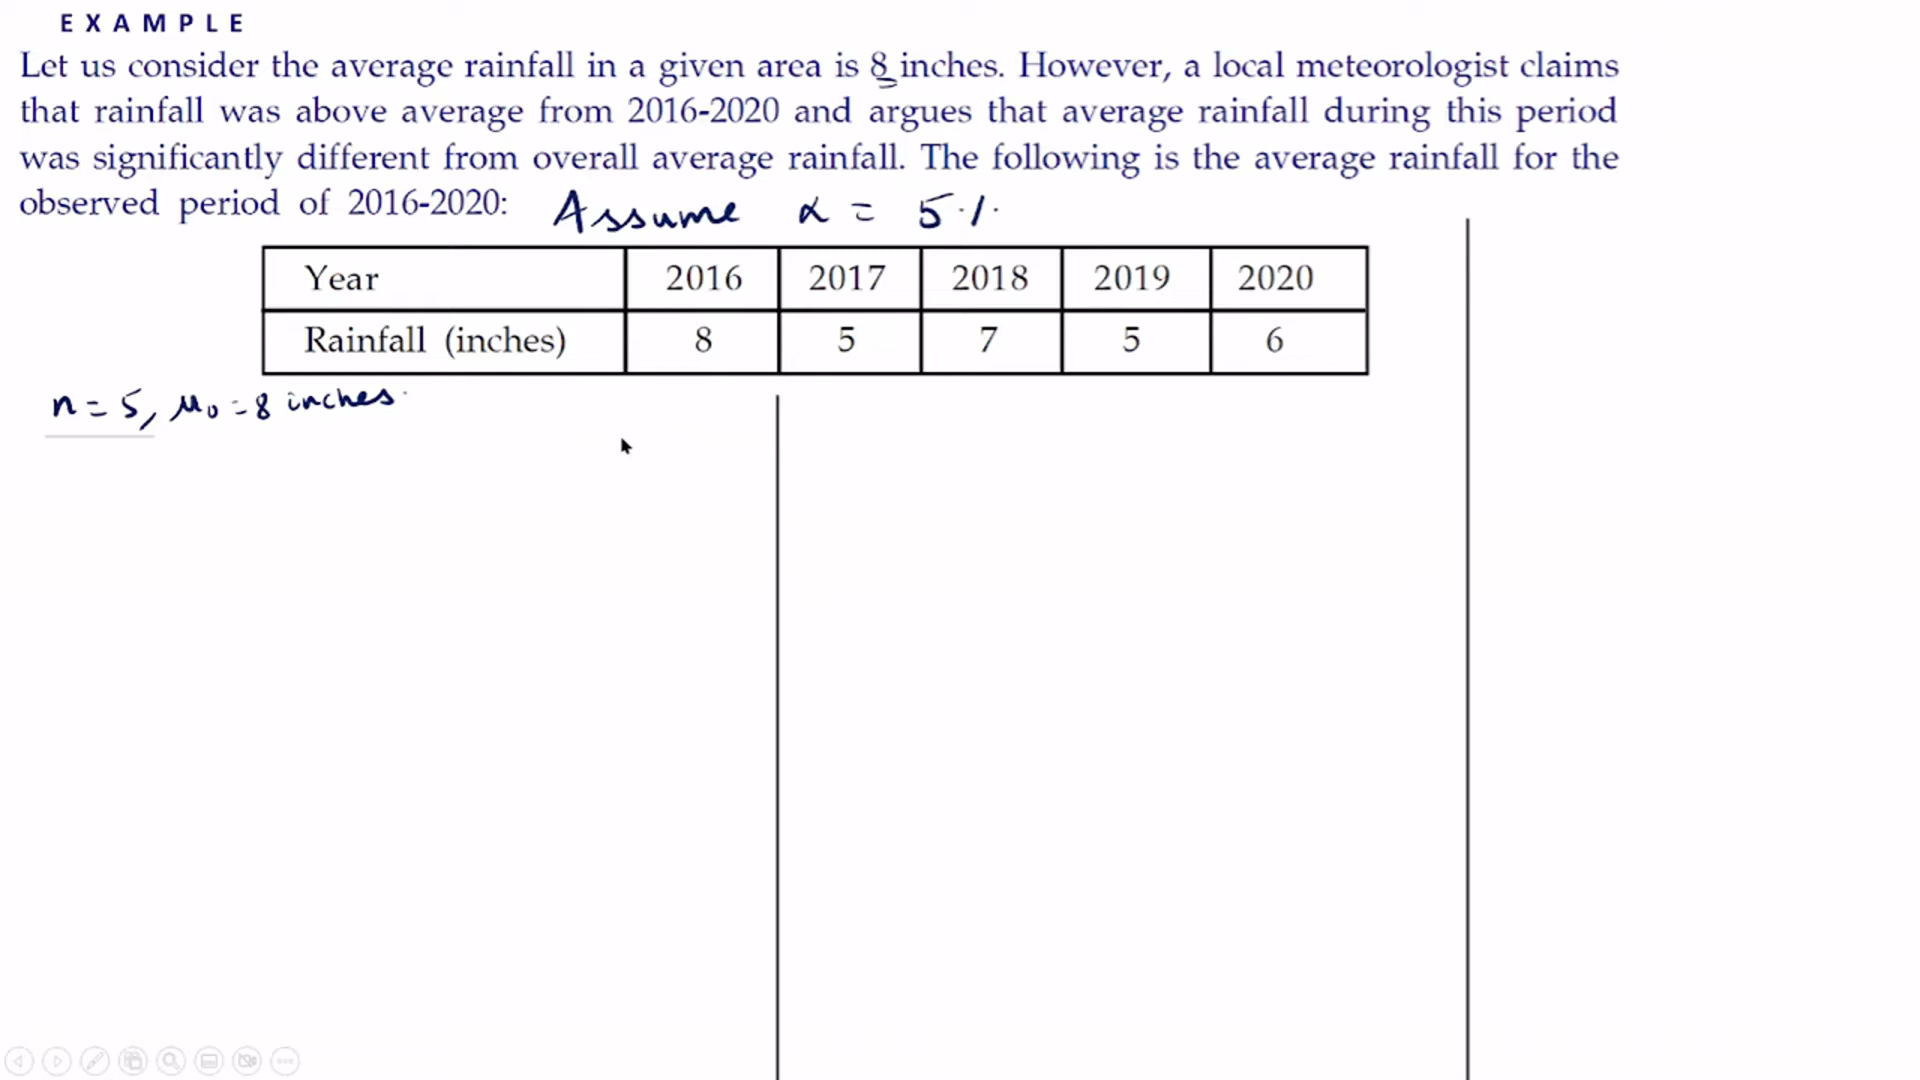 EXAMPLE
Let us consider the average rainfall in a given area is 8 inches. However, a local meteorologist claims
that rainfall was above average from 2016-2020 and argues that average rainfall during this period
was significantly different from overall average rainfall. The following is the average rainfall for the
observed period of 2016-2020: Assume α = 5%
Year 2016 2017 2018 2019 2020
Rainfall (inches) 8 5 7 5 6
n = 5, μ₀ = 8 inches.